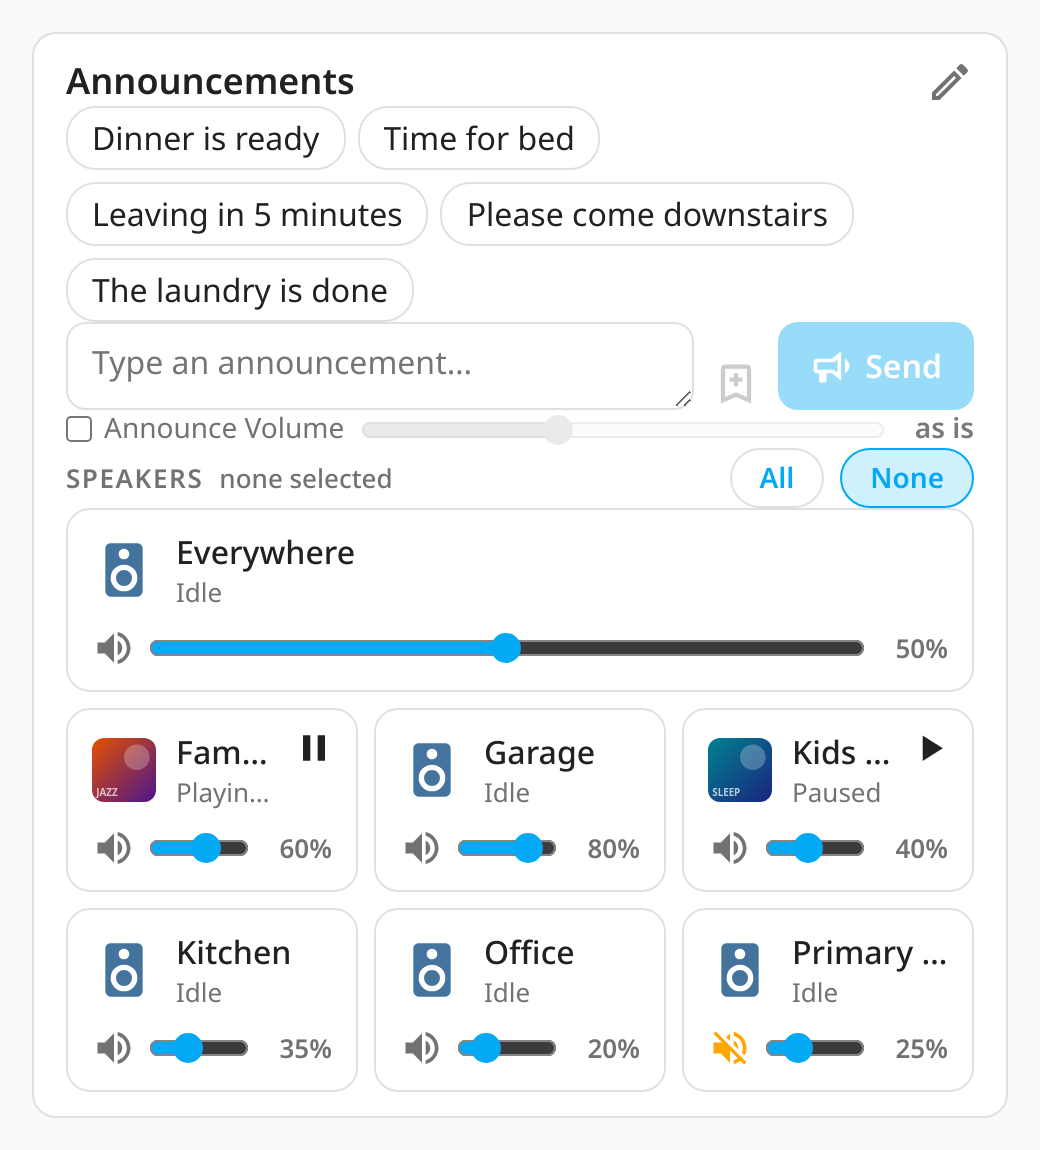 Announcements
Dinner is ready Time for bed
Leaving in 5 minutes Please come downstairs
The laundry is done
Type an announcement... Send
Announce Volume as is
SPEAKERS none selected All None
Everywhere
Idle
50%
Fam... Garage Kids ...
JAZZ Playin... Idle SLEEP Paused
60% 80% 40%
Kitchen Office Primary ...
Idle Idle Idle
35% 20% 25%